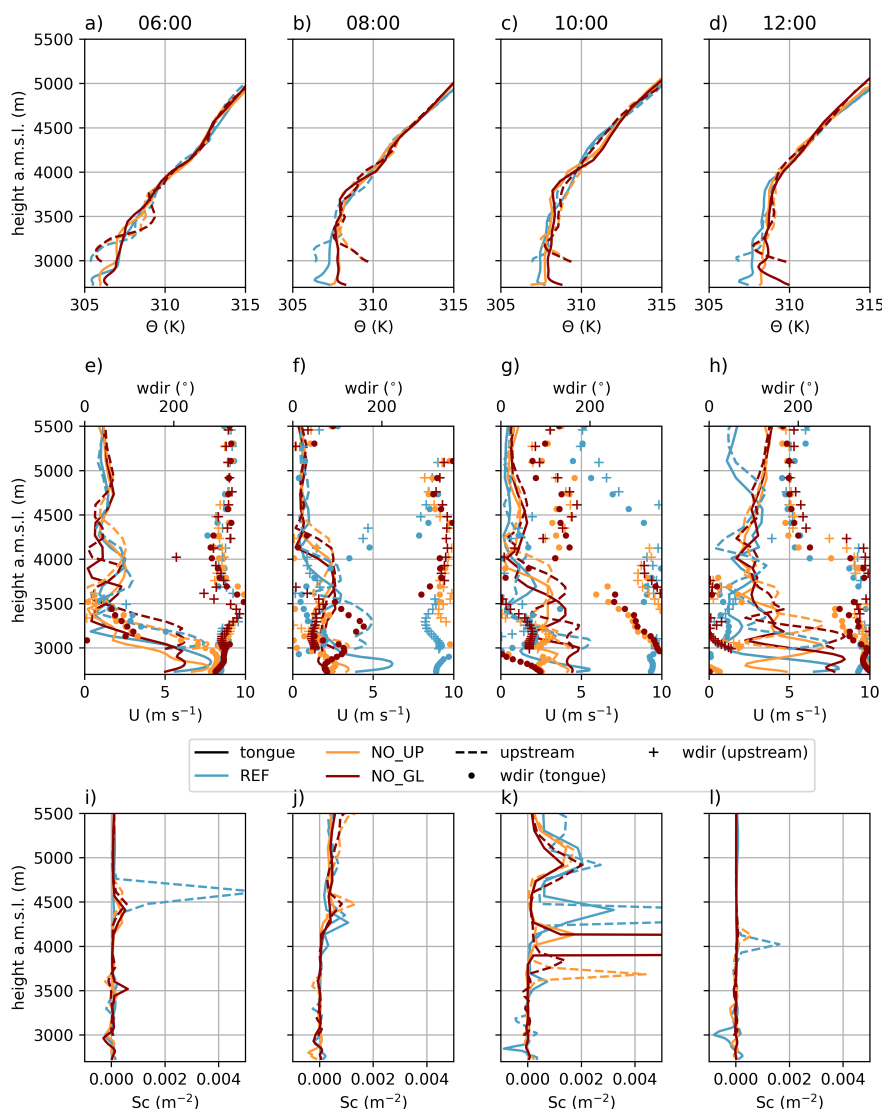 a) 06:00 b) 08:00 c) 10:00 d) 12:00
5500
5000
4500
4000
3500
3000
height a.m.s.l. (m)
305 310 315 305 310 315 305 310 315 305 310 315
Θ (K) Θ (K) Θ (K) Θ (K)
e) f) g) h)
wdir (°) wdir (°) wdir (°) wdir (°)
0 200 0 200 0 200 0 200
5500
5000
4500
4000
3500
3000
height a.m.s.l. (m)
0 5 10 0 5 10 0 5 10 0 5 10
U (m s⁻¹) U (m s⁻¹) U (m s⁻¹) U (m s⁻¹)
tongue NO_UP upstream wdir (upstream)
REF NO_GL wdir (tongue)
i) j) k) l)
5500
5000
4500
4000
3500
3000
height a.m.s.l. (m)
0.000 0.002 0.004 0.000 0.002 0.004 0.000 0.002 0.004 0.000 0.002 0.004
Sc (m⁻²) Sc (m⁻²) Sc (m⁻²) Sc (m⁻²)